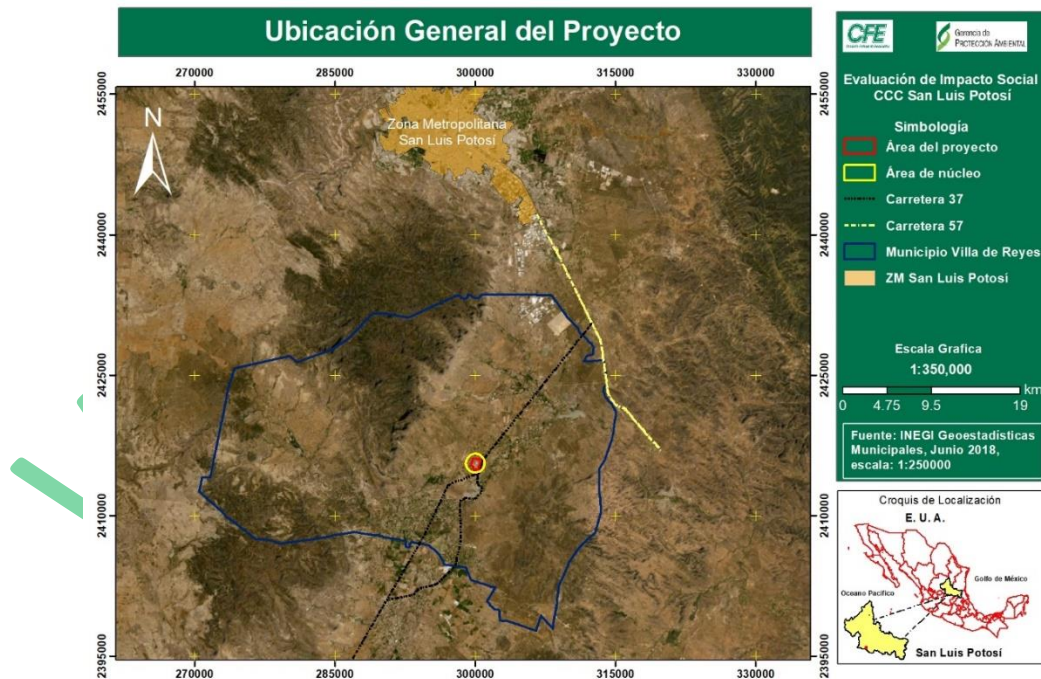 Ubicación General del Proyecto
270000 285000 300000 315000 330000
2455000 2455000
2440000 2440000
2425000 2425000
2410000 2410000
2395000 2395000
270000 285000 300000 315000 330000
N
Zona Metropolitana
San Luis Potosí
CFE
Gerencia de
PROTECCIÓN AMBIENTAL
Evaluación de Impacto Social
CCC San Luis Potosí
Simbología
Área del proyecto
Área de núcleo
Carretera 37
Carretera 57
Municipio Villa de Reyes
ZM San Luis Potosí
Escala Grafica
1:350,000
km
0 4.75 9.5 19
Fuente: INEGI Geoestadísticas
Municipales, Junio 2018,
escala: 1:250000
Croquis de Localización
E. U. A.
Golfo de México
Oceano Pacífico
San Luis Potosí